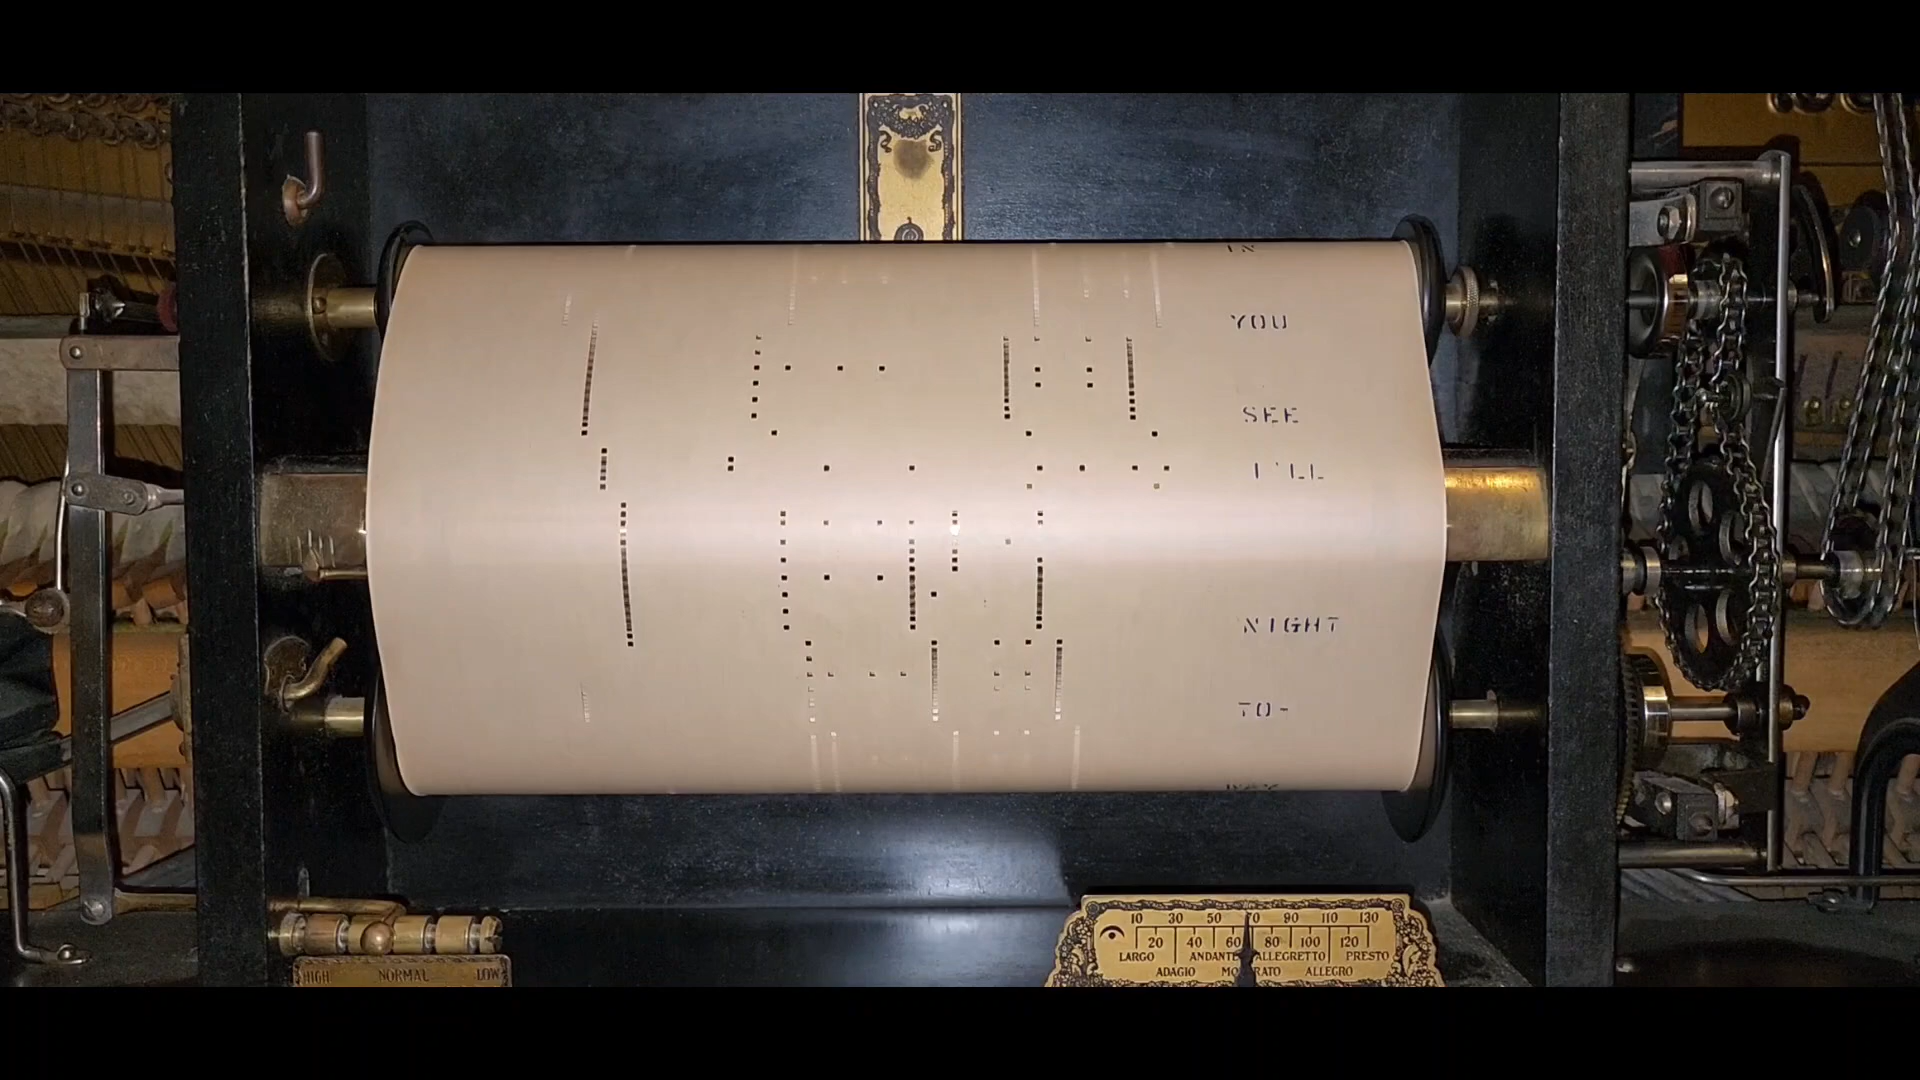 IN
YOU
SEE
I'LL
NIGHT
TO-
10 30 50 70 90 110 130
20 40 60 80 100 120
LARGO ANDANTE ALLEGRETTO PRESTO
ADAGIO ALLEGRO
HIGH NORMAL LOW